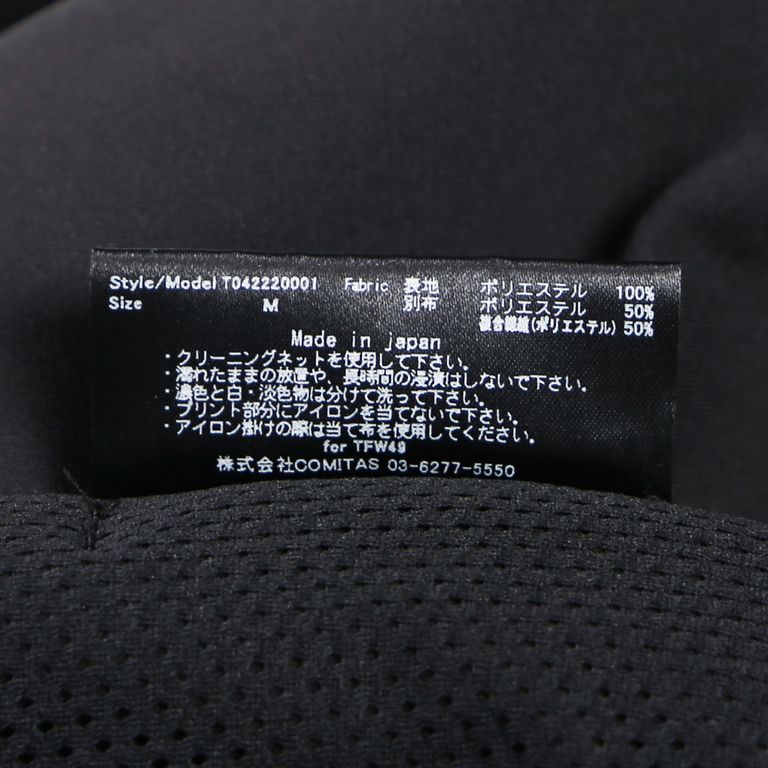 Style/Model T042220001 Fabric 表地 ポリエステル 100%
Size M 別布 ポリエステル 50%
複合繊維(ポリエステル) 50%
Made in japan
・クリーニングネットを使用して下さい。
・濡れたままの放置や、長時間の浸漬はしないで下さい。
・濃色と白・淡色物は分けて洗って下さい。
・プリント部分にアイロンを当てないで下さい。
・アイロン掛けの際は当て布を使用してください。
for TFW49
株式会社COMITAS 03-6277-5550